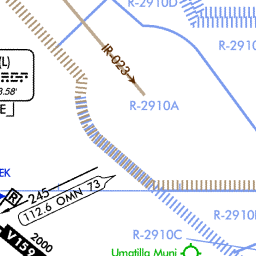 R-2910D
(L)
3.58'
E
IR-023
R-2910
R-2910A
EK
R
245
112.6 OMN 73
V159
2000
R-2910
R-2910C
Umatilla Muni